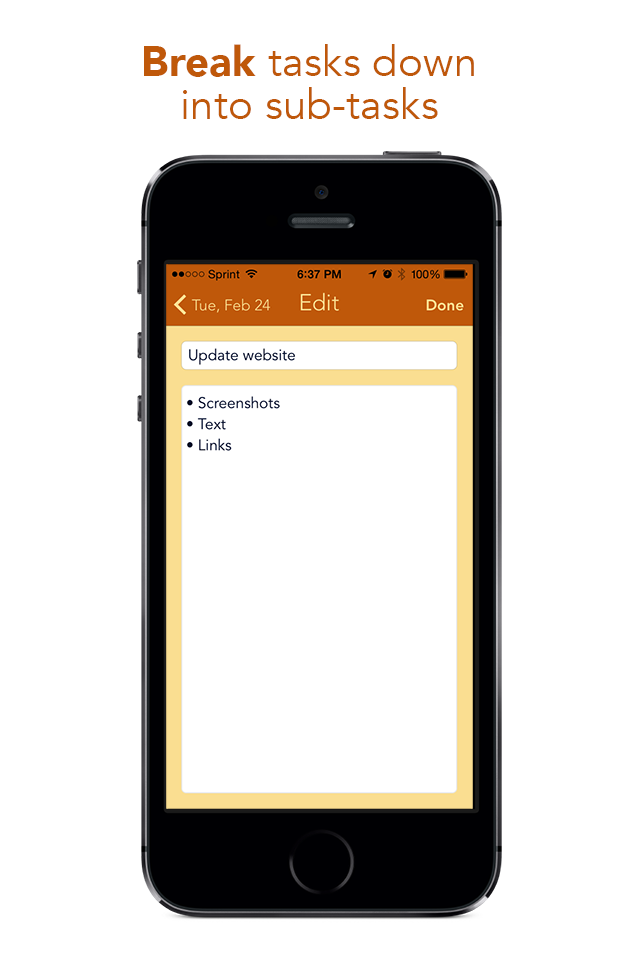 Break tasks down
into sub-tasks
Sprint 6:37 PM 100%
Tue, Feb 24 Edit Done
Update website
• Screenshots
• Text
• Links